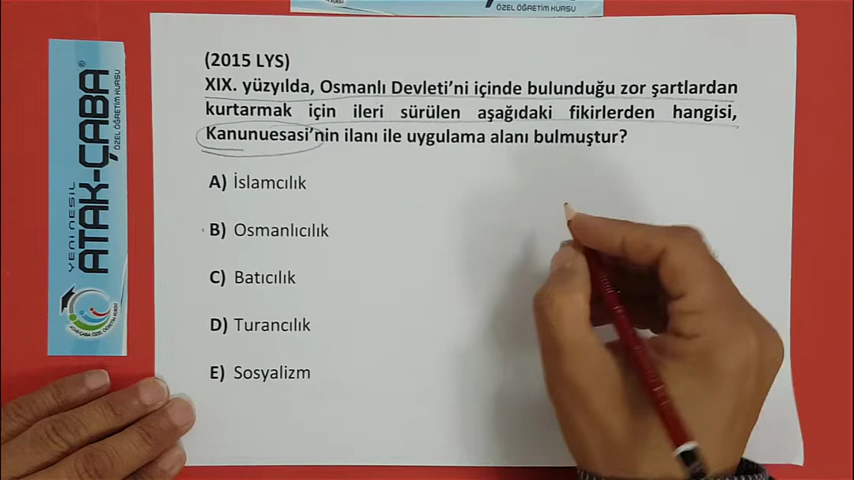 ÖZEL ÖĞRETİM KURSU
(2015 LYS)
XIX. yüzyılda, Osmanlı Devleti'ni içinde bulunduğu zor şartlardan
kurtarmak için ileri sürülen aşağıdaki fikirlerden hangisi,
Kanunuesasi'nin ilanı ile uygulama alanı bulmuştur?
A) İslamcılık
B) Osmanlıcılık
C) Batıcılık
D) Turancılık
E) Sosyalizm
YENİ NESİL
ATAK-ÇABA®
ÖZEL ÖĞRETİM KURSU